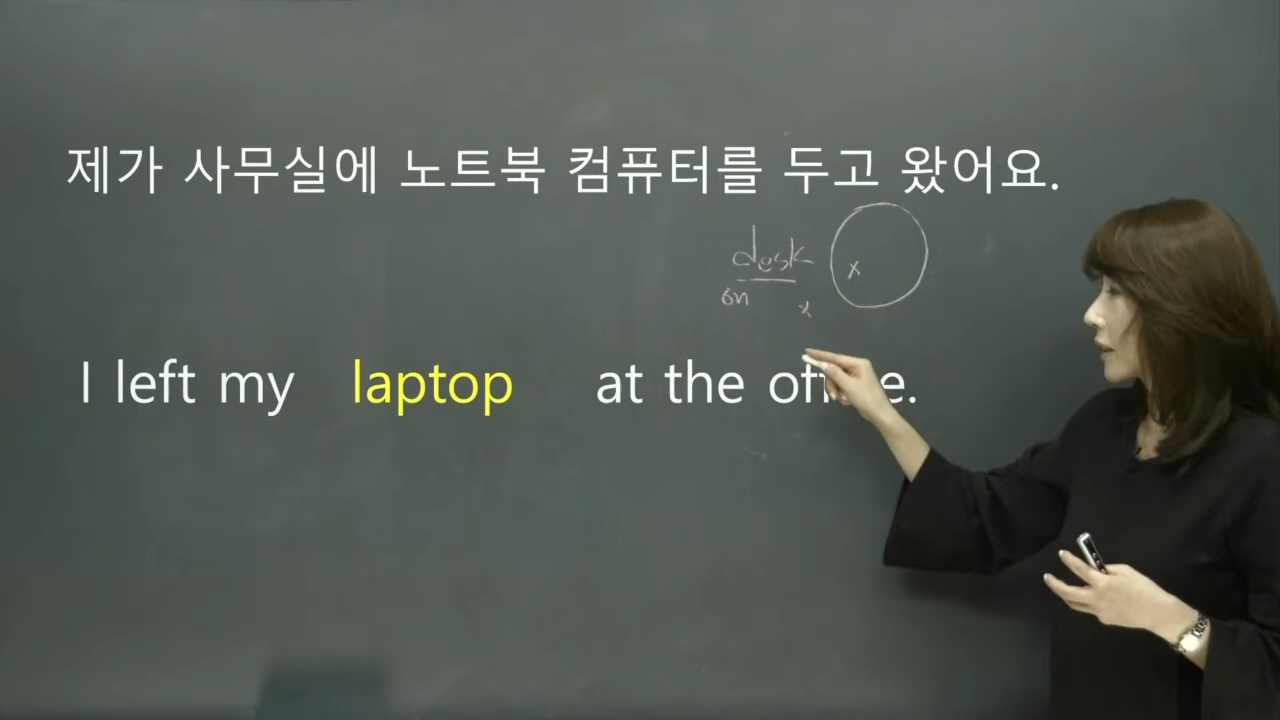 제가 사무실에 노트북 컴퓨터를 두고 왔어요.
desk
on x
x
I left my laptop at the office.